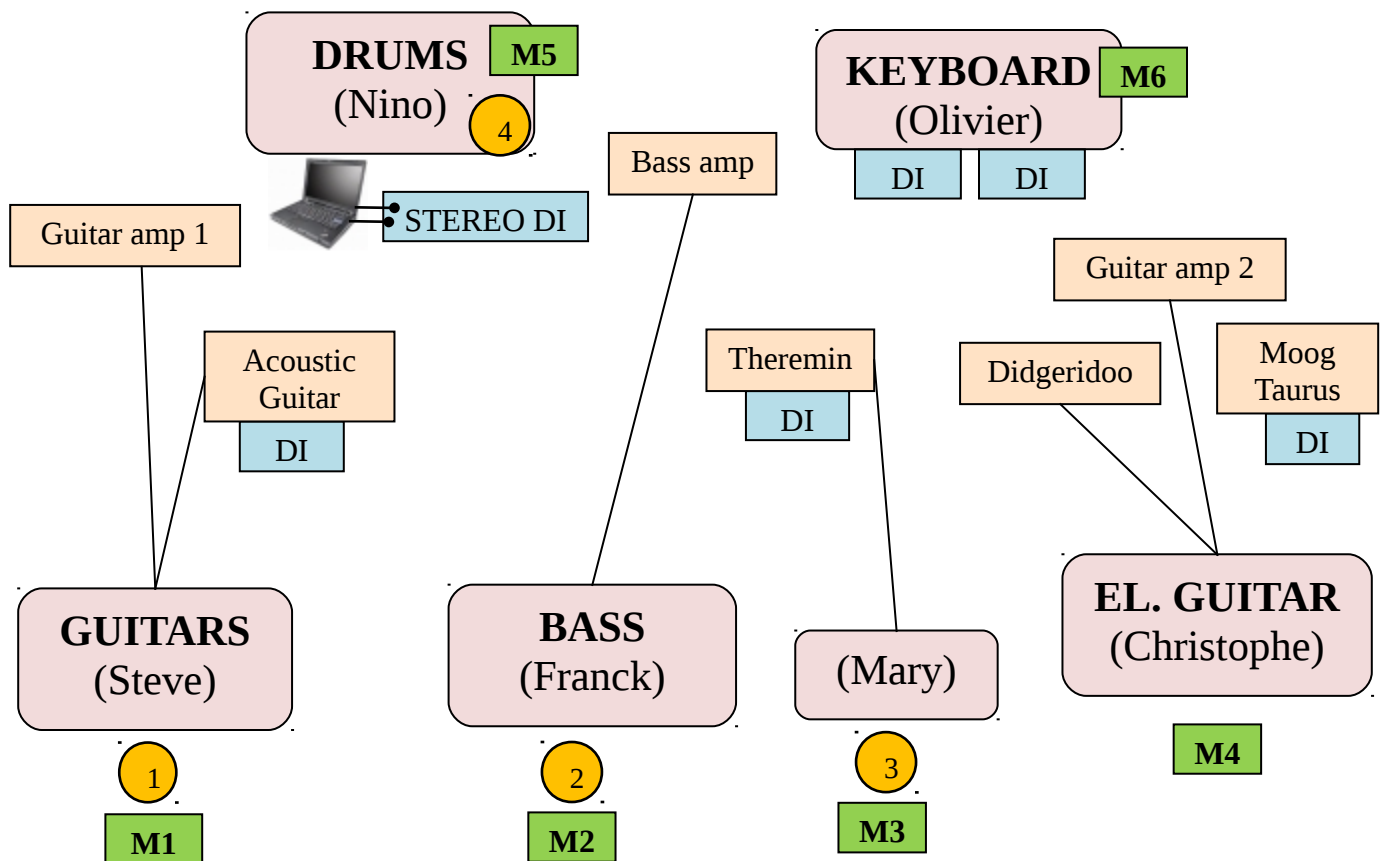 DRUMS
(Nino)
M5
4
KEYBOARD
(Olivier)
M6
DI
DI
Bass amp
STEREO DI
Guitar amp 1
Guitar amp 2
Acoustic
Guitar
DI
Theremin
DI
Didgeridoo
Moog
Taurus
DI
GUITARS
(Steve)
BASS
(Franck)
(Mary)
EL. GUITAR
(Christophe)
1
M1
2
M2
3
M3
M4